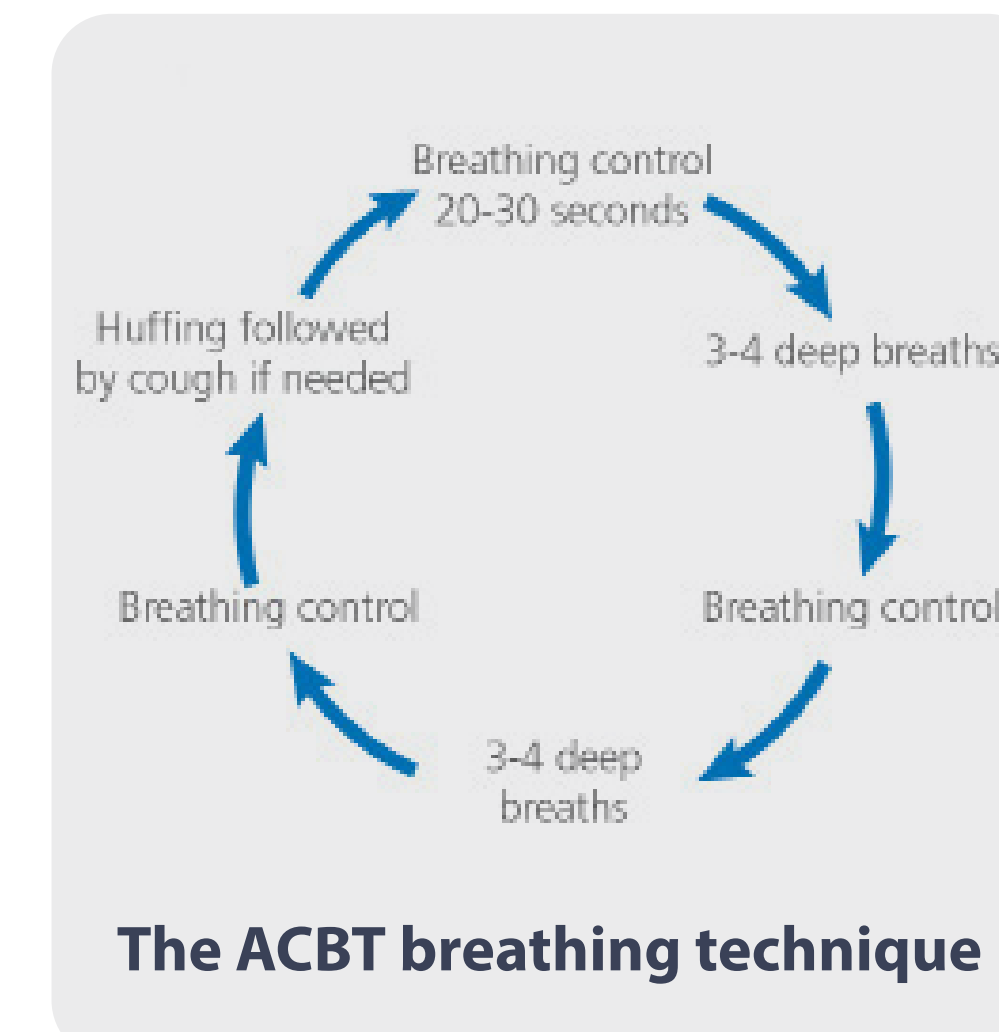 Breathing control
20-30 seconds
3-4 deep breaths
Breathing control
3-4 deep
breaths
Breathing control
Huffing followed
by cough if needed
The ACBT breathing technique